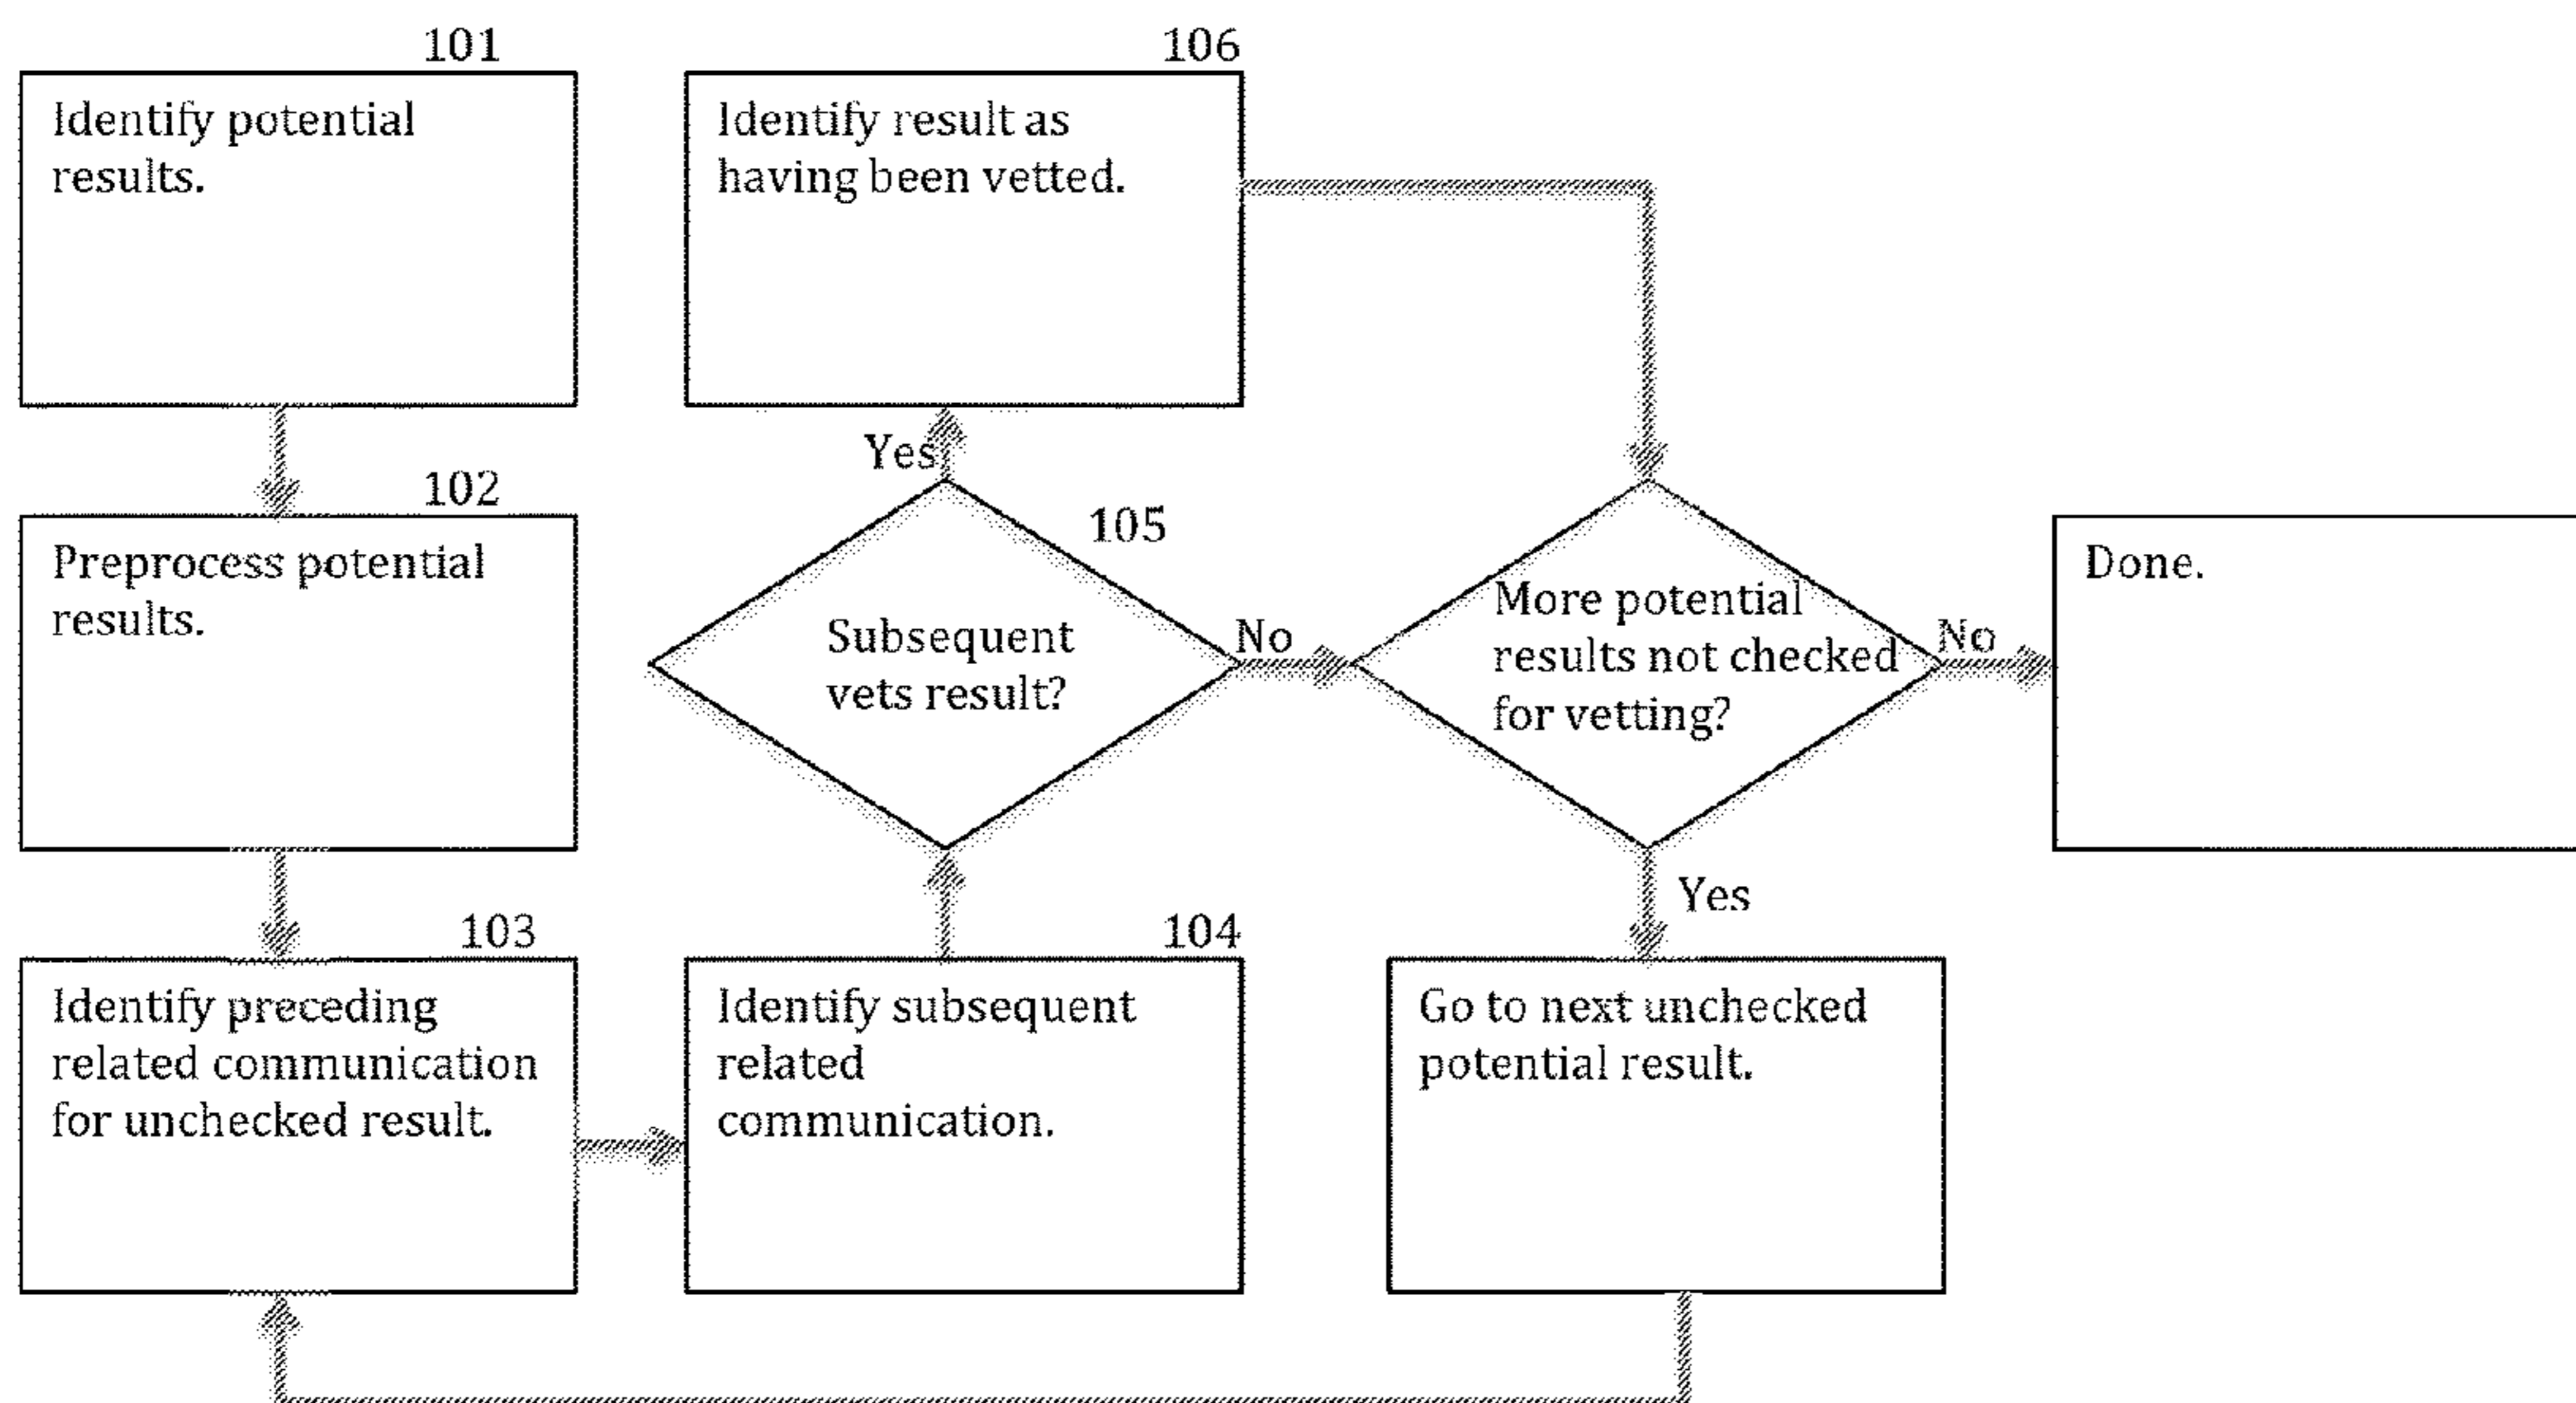 101
Identify potential
results.
102
Preprocess potential
results.
103
Identify preceding
related communication
for unchecked result.
104
Identify subsequent
related
communication.
105
Subsequent
vets result?
Yes
No
106
Identify result as
having been vetted.
More potential
results not checked
for vetting?
No
Yes
Done.
Go to next unchecked
potential result.